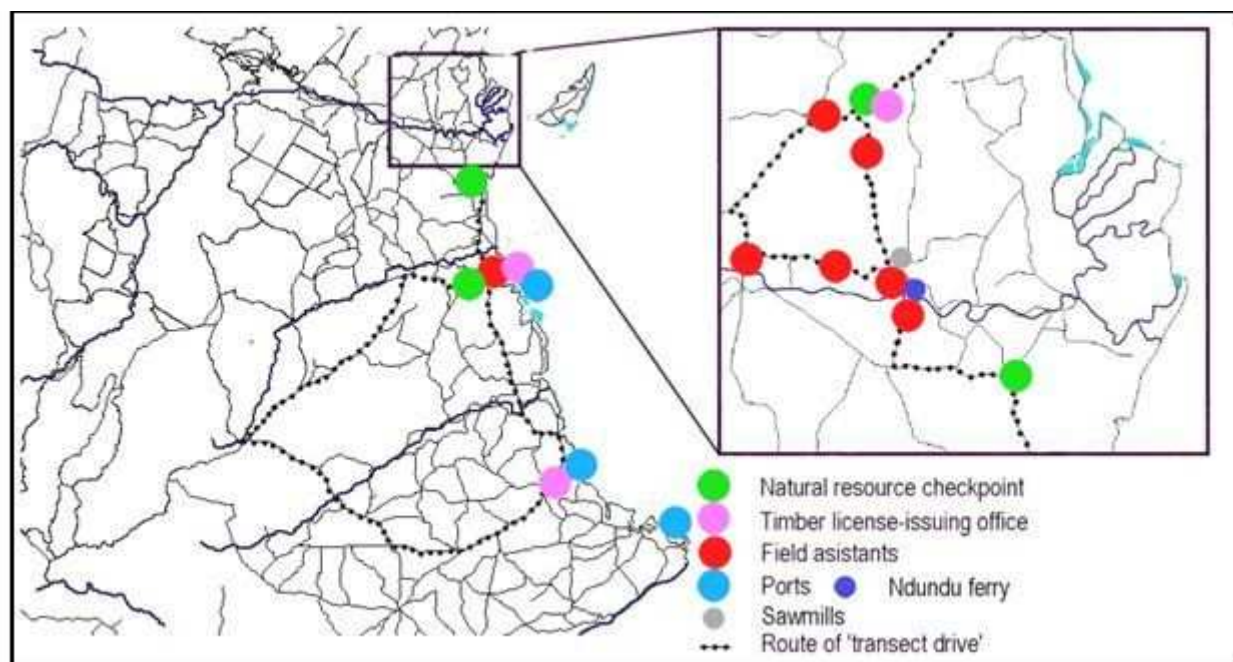 Natural resource checkpoint
Timber license-issuing office
Field asistants
Ports
Ndundu ferry
Sawmills
Route of 'transect drive'